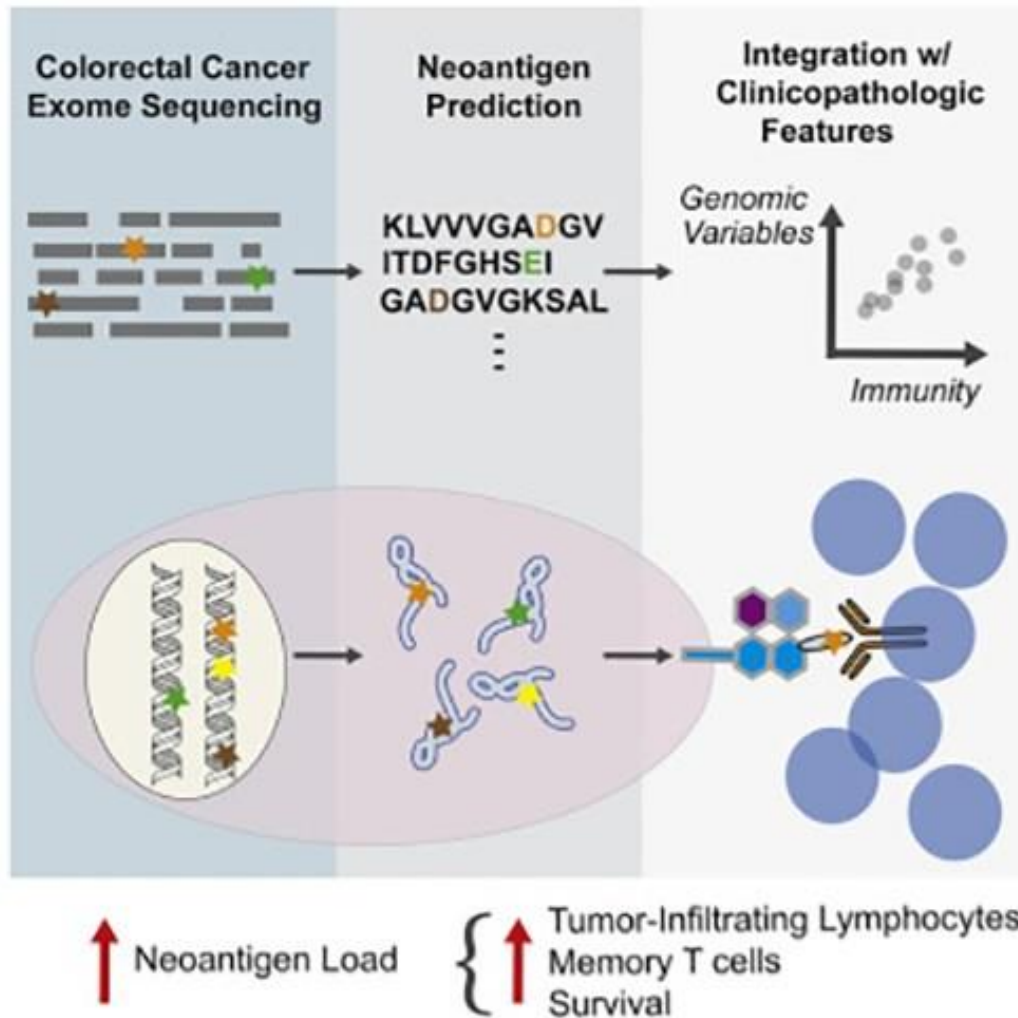 Colorectal Cancer
Exome Sequencing
Neoantigen
Prediction
Integration w/
Clinicopathologic
Features
KLVVVGADGV
ITDFGHSEI
GADGVGKSAL
Genomic
Variables
Immunity
Neoantigen Load
Tumor-Infiltrating Lymphocytes
Memory T cells
Survival